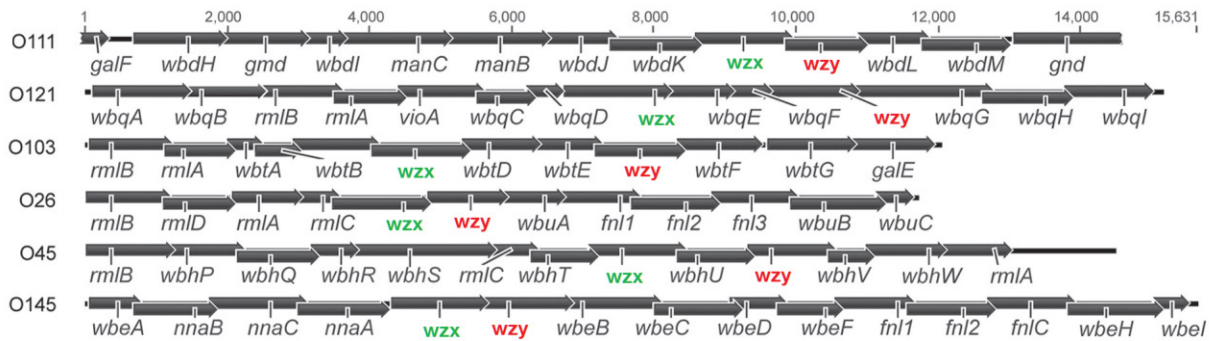 1 2,000 4,000 6,000 8,000 10,000 12,000 14,000 15,631
O111
galF wbdH gmd wbdI manC manB wbdJ wbdK wzx wzy wbdL wbdM gnd
O121
wbqA wbqB rmlB rmlA vioA wbqC wbqD wzx wbqE wbqF wzy wbqG wbqH wbqI
O103
rmlB rmlA wbtA wbtB wzx wbtD wbtE wzy wbtF wbtG galE
O26
rmlB rmlD rmlA rmlC wzx wzy wbuA fnl1 fnl2 fnl3 wbuB wbuC
O45
rmlB wbhP wbhQ wbhR wbhS rmlC wbhT wzx wbhU wzy wbhV wbhW rmlA
O145
wbeA nnaB nnaC nnaA wzx wzy wbeB wbeC wbeD wbeF fnl1 fnl2 fnlC wbeH wbeI